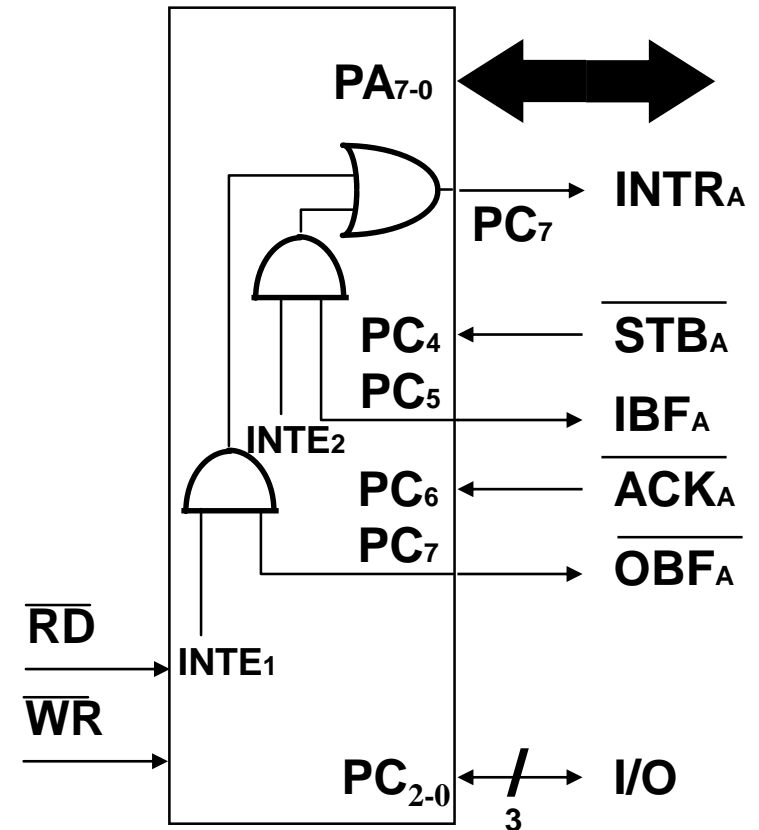 PA7-0
INTRA
PC7
PC4 STBA
PC5 IBFA
INTE2
PC6 ACKA
PC7 OBFA
RD
INTE1
WR
PC2-0 I/O
3